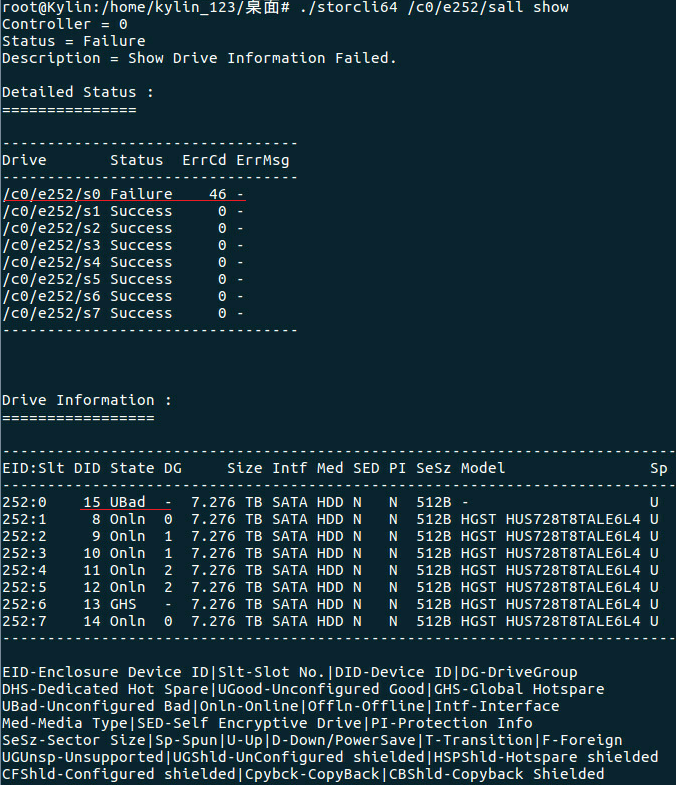 root@Kylin:/home/kylin_123/桌面# ./storcli64 /c0/e252/sall show
Controller = 0
Status = Failure
Description = Show Drive Information Failed.
Detailed Status :
===============
---------------------------------
Drive       Status  ErrCd ErrMsg
---------------------------------
/c0/e252/s0 Failure    46 -
/c0/e252/s1 Success     0 -
/c0/e252/s2 Success     0 -
/c0/e252/s3 Success     0 -
/c0/e252/s4 Success     0 -
/c0/e252/s5 Success     0 -
/c0/e252/s6 Success     0 -
/c0/e252/s7 Success     0 -
---------------------------------
Drive Information :
=================
---------------------------------------------------------------------------
EID:Slt DID State DG     Size Intf Med SED PI SeSz Model                Sp
---------------------------------------------------------------------------
252:0    15 UBad  -  7.276 TB SATA HDD N   N  512B -                    U
252:1     8 Onln  0  7.276 TB SATA HDD N   N  512B HGST HUS728T8TALE6L4 U
252:2     9 Onln  1  7.276 TB SATA HDD N   N  512B HGST HUS728T8TALE6L4 U
252:3    10 Onln  1  7.276 TB SATA HDD N   N  512B HGST HUS728T8TALE6L4 U
252:4    11 Onln  2  7.276 TB SATA HDD N   N  512B HGST HUS728T8TALE6L4 U
252:5    12 Onln  2  7.276 TB SATA HDD N   N  512B HGST HUS728T8TALE6L4 U
252:6    13 GHS   -  7.276 TB SATA HDD N   N  512B HGST HUS728T8TALE6L4 U
252:7    14 Onln  0  7.276 TB SATA HDD N   N  512B HGST HUS728T8TALE6L4 U
---------------------------------------------------------------------------
EID-Enclosure Device ID|Slt-Slot No.|DID-Device ID|DG-DriveGroup
DHS-Dedicated Hot Spare|UGood-Unconfigured Good|GHS-Global Hotspare
UBad-Unconfigured Bad|Onln-Online|Offln-Offline|Intf-Interface
Med-Media Type|SED-Self Encryptive Drive|PI-Protection Info
SeSz-Sector Size|Sp-Spun|U-Up|D-Down/PowerSave|T-Transition|F-Foreign
UGUnsp-Unsupported|UGShld-UnConfigured shielded|HSPShld-Hotspare shielded
CFShld-Configured shielded|Cpybck-CopyBack|CBShld-Copyback Shielded